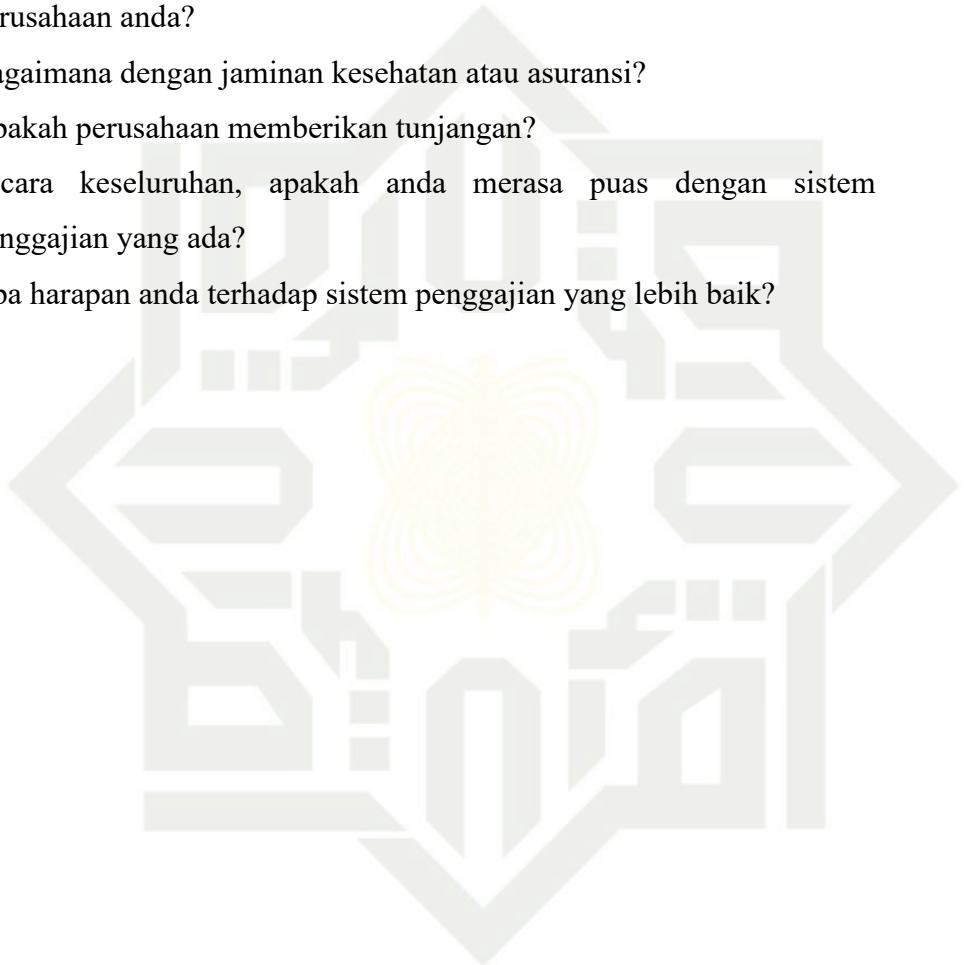 rusahaan anda?
agaimana dengan jaminan kesehatan atau asuransi?
pakah perusahaan memberikan tunjangan?
cara keseluruhan, apakah anda merasa puas dengan sistem
nggajian yang ada?
pa harapan anda terhadap sistem penggajian yang lebih baik?